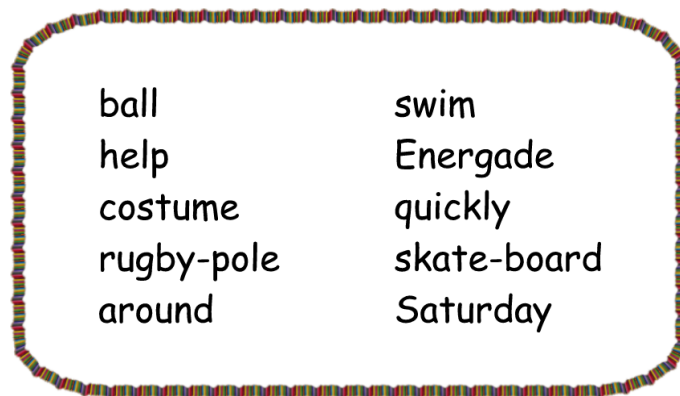 ball
help
costume
rugby-pole
around
swim
Energade
quickly
skate-board
Saturday